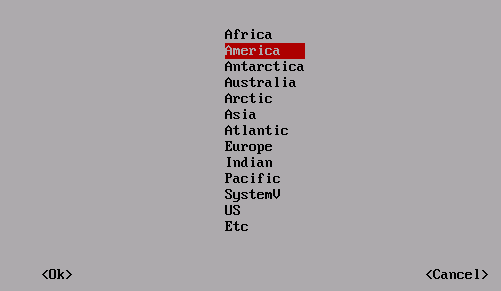 Africa
America
Antarctica
Australia
Arctic
Asia
Atlantic
Europe
Indian
Pacific
SystemV
US
Etc
<Ok> <Cancel>